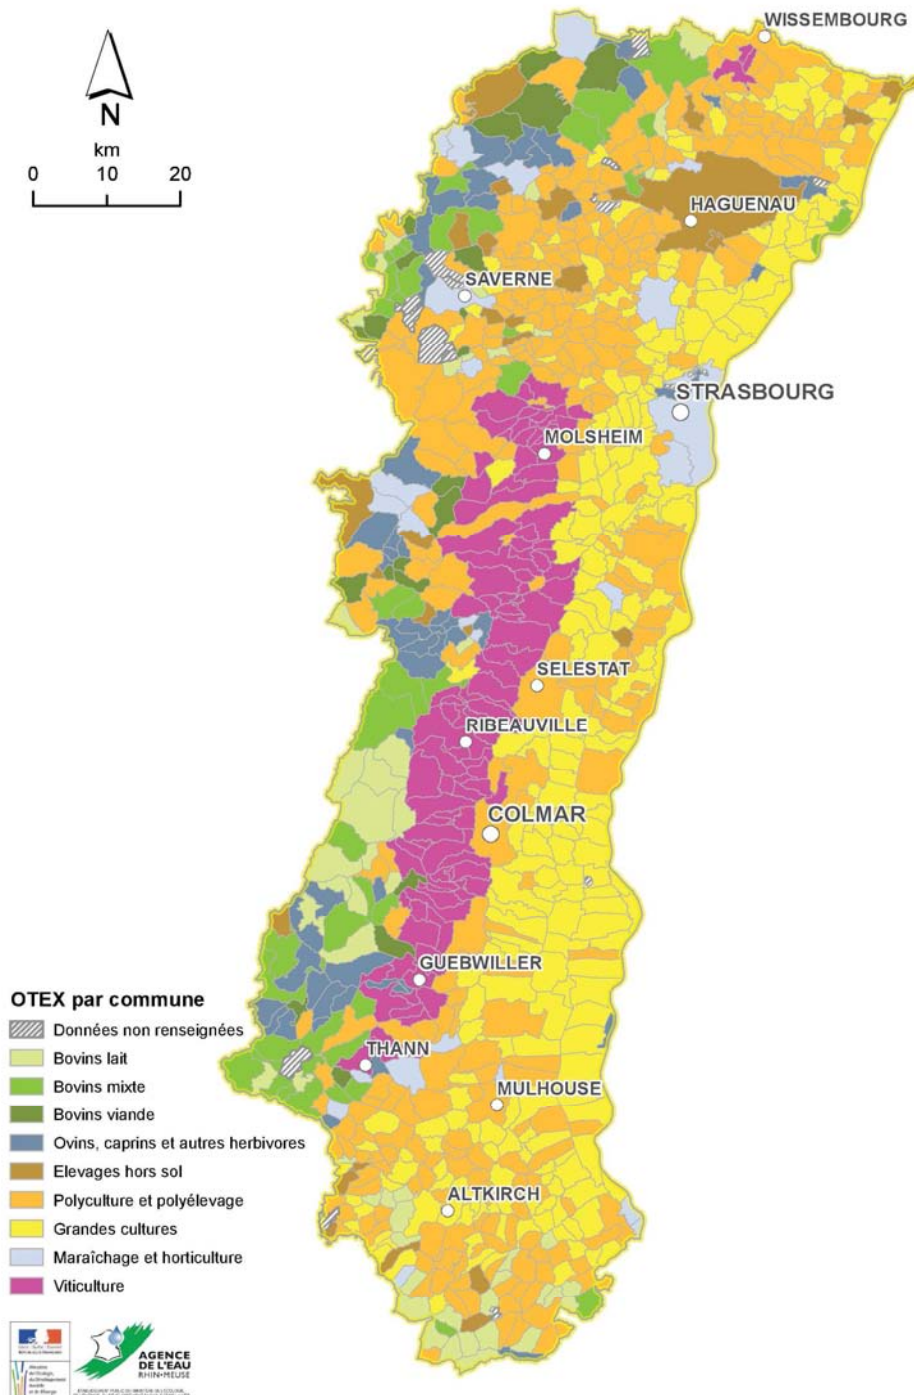 WISSEMBOURG
N
km
0 10 20
HAGUENAU
SAVERNE
STRASBOURG
MOLSHEIM
SELESTAT
RIBEAUVILLE
COLMAR
GUEBWILLER
OTEX par commune
Données non renseignées
THANN
Bovins lait
Bovins mixte
MULHOUSE
Bovins viande
Ovins, caprins et autres herbivores
Elevages hors sol
Polyculture et polyélevage
ALTKIRCH
Grandes cultures
Maraîchage et horticulture
Viticulture
AGENCE
DE L'EAU
RHIN•MEUSE